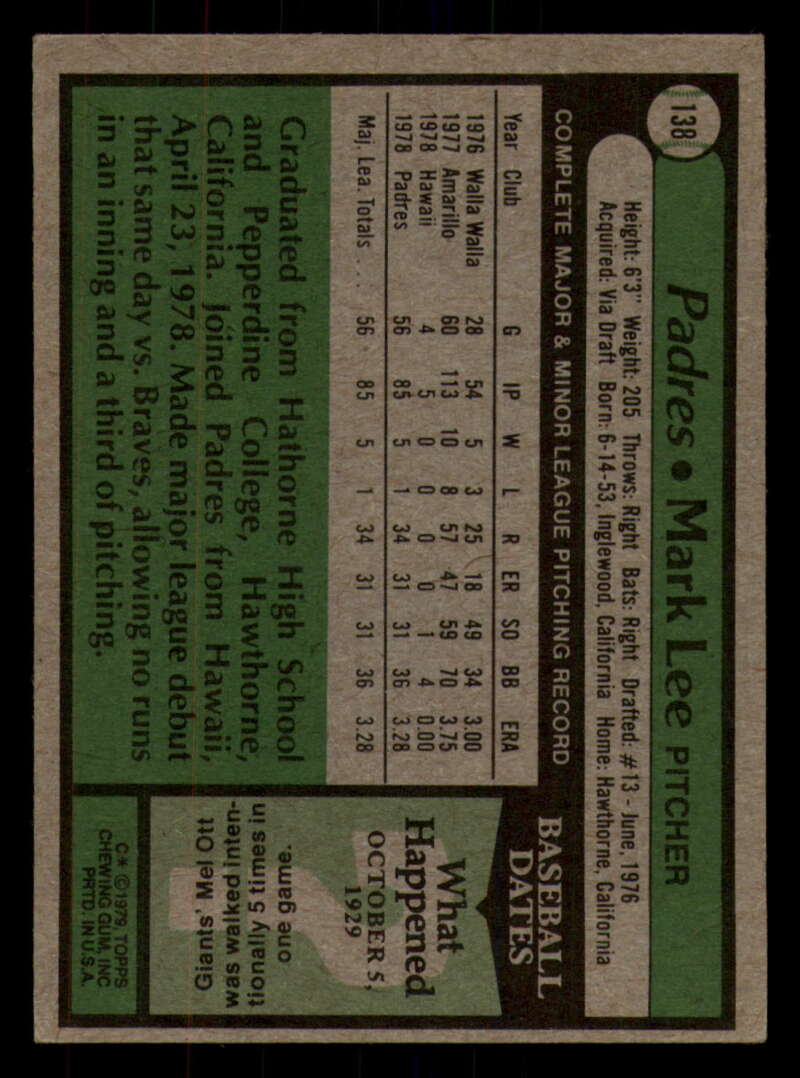 138
Padres • Mark Lee PITCHER
Height: 6'3" Weight: 205 Throws: Right Bats: Right Drafted: #13 - June, 1976
Acquired: Via Draft Born: 6-14-53, Inglewood, California Home: Hawthorne, California
COMPLETE MAJOR & MINOR LEAGUE PITCHING RECORD
Year Club G IP W L R ER SO BB ERA
1976 Walla Walla 28 54 5 3 25 18 49 34 3.00
1977 Amarillo 60 113 10 8 57 47 59 70 3.75
1978 Hawaii 4 5 0 0 0 0 1 4 0.00
1978 Padres 56 85 5 1 34 31 31 36 3.28
Maj. Lea. Totals . . . 56 85 5 1 34 31 31 36 3.28
Graduated from Hathorne High School
and Pepperdine College, Hawthorne,
California. Joined Padres from Hawaii,
April 23, 1978. Made major league debut
that same day vs. Braves, allowing no runs
in an inning and a third of pitching.
BASEBALL
DATES
What
Happened
OCTOBER 5,
1929
Giants' Mel Ott
was walked inten-
tionally 5 times in
one game.
C* © 1979 TOPPS
CHEWING GUM, INC
PRTD. IN U.S.A.